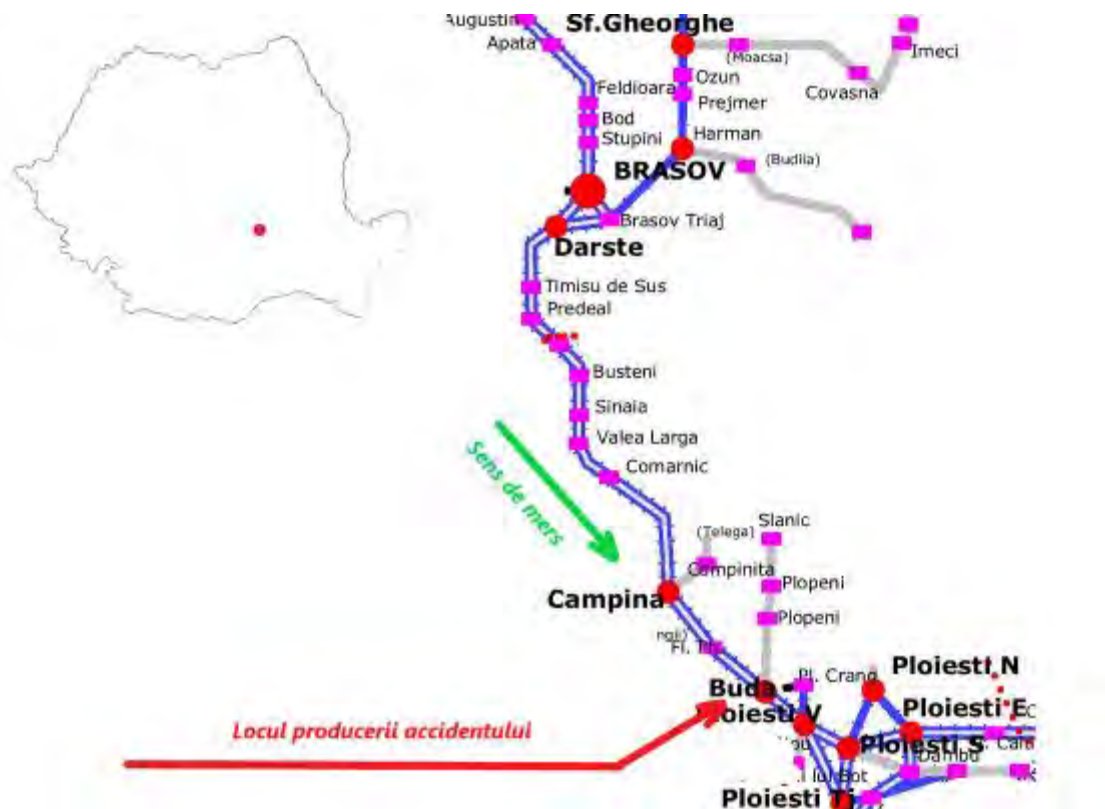 Augustin
Sf.Gheorghe
Apata
(Moacsa)
Imeci
Ozun
Covasna
Feldioara
Prejmer
Bod
Harman
Stupini
(Budila)
BRASOV
Brasov Triaj
Darste
Timisu de Sus
Predeal
Busteni
Sinaia
Valea Larga
Sens de mers
Comarnic
Slanic
(Telega)
Campinita
Plopeni
Campina
Plopeni
Ploiesti N
Pl. Crang
Buda
Ploiesti E
Locul producerii accidentului
Ploiesti S
Dambu
Ploiesti Tj